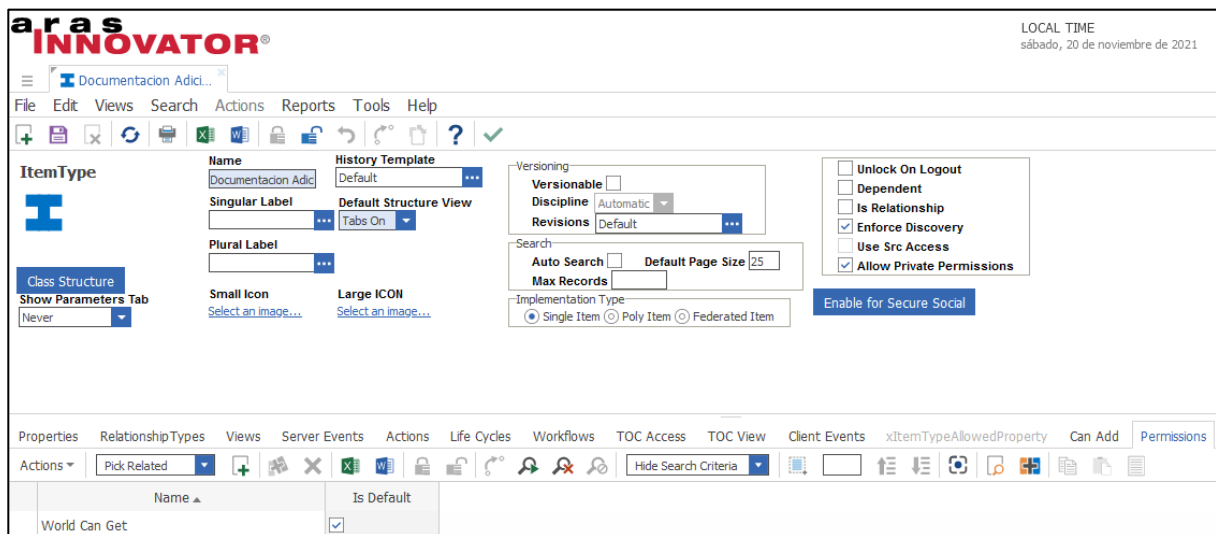 aras
INNOVATOR®
LOCAL TIME
sábado, 20 de noviembre de 2021
Documentacion Adici...
File Edit Views Search Actions Reports Tools Help
ItemType
Class Structure
Show Parameters Tab
Never
Name
Documentacion Adic
Singular Label
Plural Label
Small Icon
Select an image...
History Template
Default
Default Structure View
Tabs On
Large ICON
Select an image...
Versioning
Versionable
Discipline Automatic
Revisions Default
Search
Auto Search Default Page Size 25
Max Records
Implementation Type
Single Item Poly Item Federated Item
Unlock On Logout
Dependent
Is Relationship
Enforce Discovery
Use Src Access
Allow Private Permissions
Enable for Secure Social
Properties RelationshipTypes Views Server Events Actions Life Cycles Workflows TOC Access TOC View Client Events xItemTypeAllowedProperty Can Add Permissions
Actions Pick Related Hide Search Criteria
Name Is Default
World Can Get